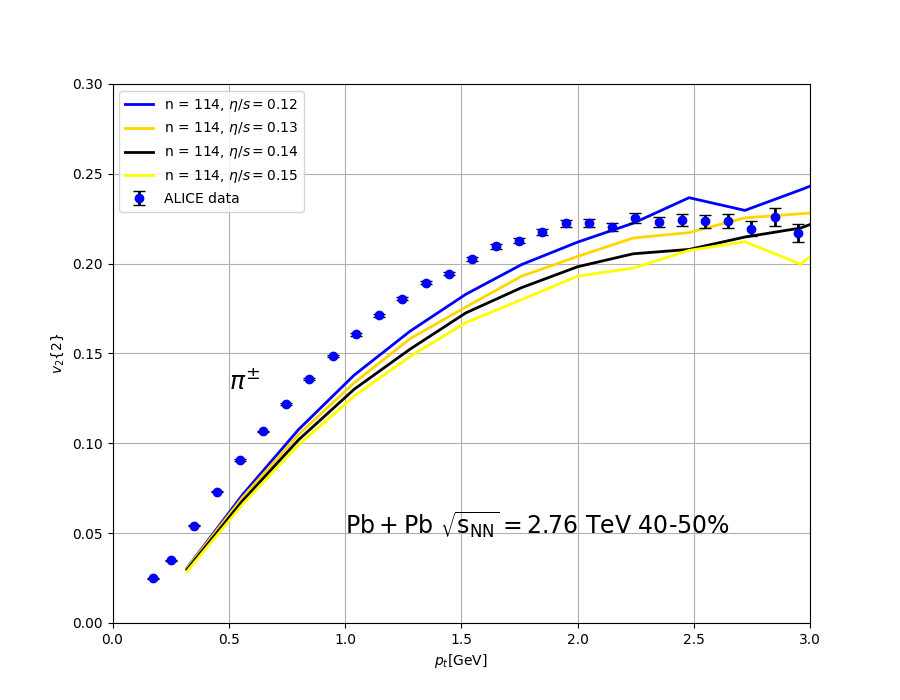 n = 114, η/s = 0.12
n = 114, η/s = 0.13
n = 114, η/s = 0.14
n = 114, η/s = 0.15
ALICE data
0.30
0.25
0.20
0.15
0.10
0.05
0.00
v₂{2}
π±
Pb + Pb √sNN = 2.76 TeV 40-50%
0.0 0.5 1.0 1.5 2.0 2.5 3.0
pₜ[GeV]